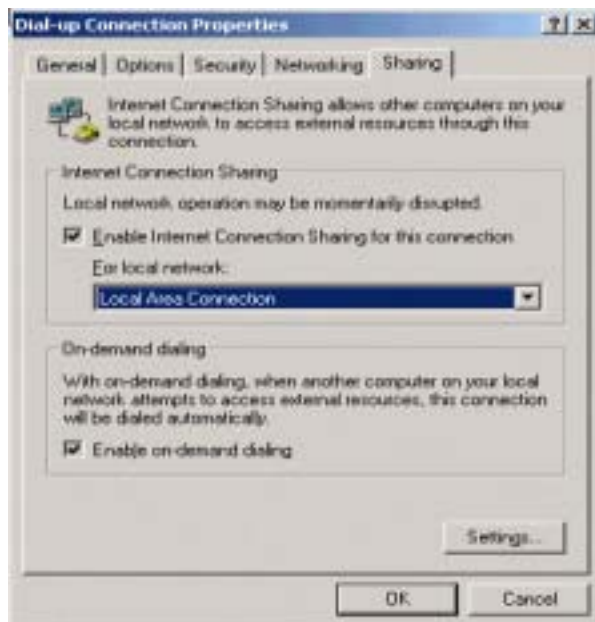 Dial-up Connection Properties
General Options Security Networking Sharing
Internet Connection Sharing allows other computers on your
local network to access external resources through this
connection.
Internet Connection Sharing
Local network operation may be momentarily disrupted.
Enable Internet Connection Sharing for this connection
For local network:
Local Area Connection
On-demand dialing
With on-demand dialing, when another computer on your local
network attempts to access external resources, this connection
will be dialed automatically.
Enable on-demand dialing
Settings...
OK Cancel